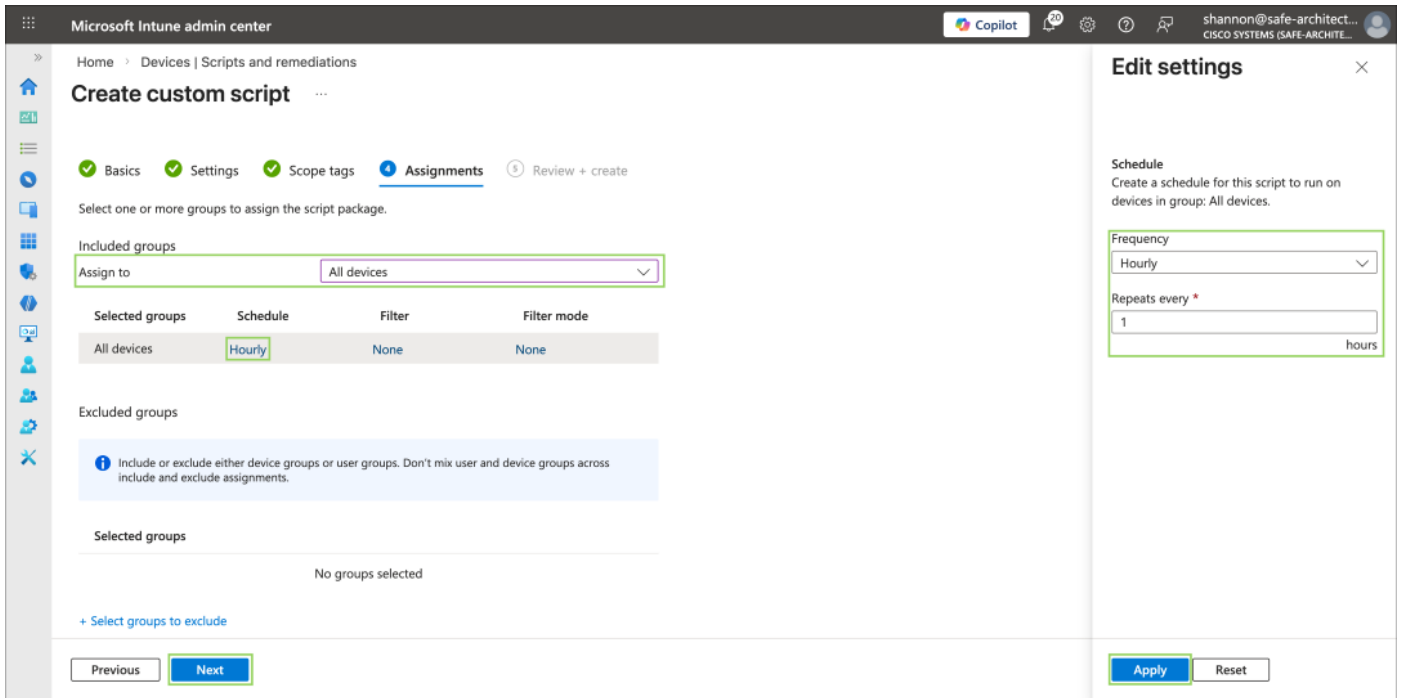 Microsoft Intune admin center
Copilot
20
shannon@safe-architect...
CISCO SYSTEMS (SAFE-ARCHITE...
Home > Devices | Scripts and remediations
Create custom script ...
Basics
Settings
Scope tags
4 Assignments
5 Review + create
Select one or more groups to assign the script package.
Included groups
Assign to All devices
Selected groups Schedule Filter Filter mode
All devices Hourly None None
Excluded groups
Include or exclude either device groups or user groups. Don't mix user and device groups across
include and exclude assignments.
Selected groups
No groups selected
+ Select groups to exclude
Previous Next
Edit settings
Schedule
Create a schedule for this script to run on
devices in group: All devices.
Frequency
Hourly
Repeats every *
1
hours
Apply Reset